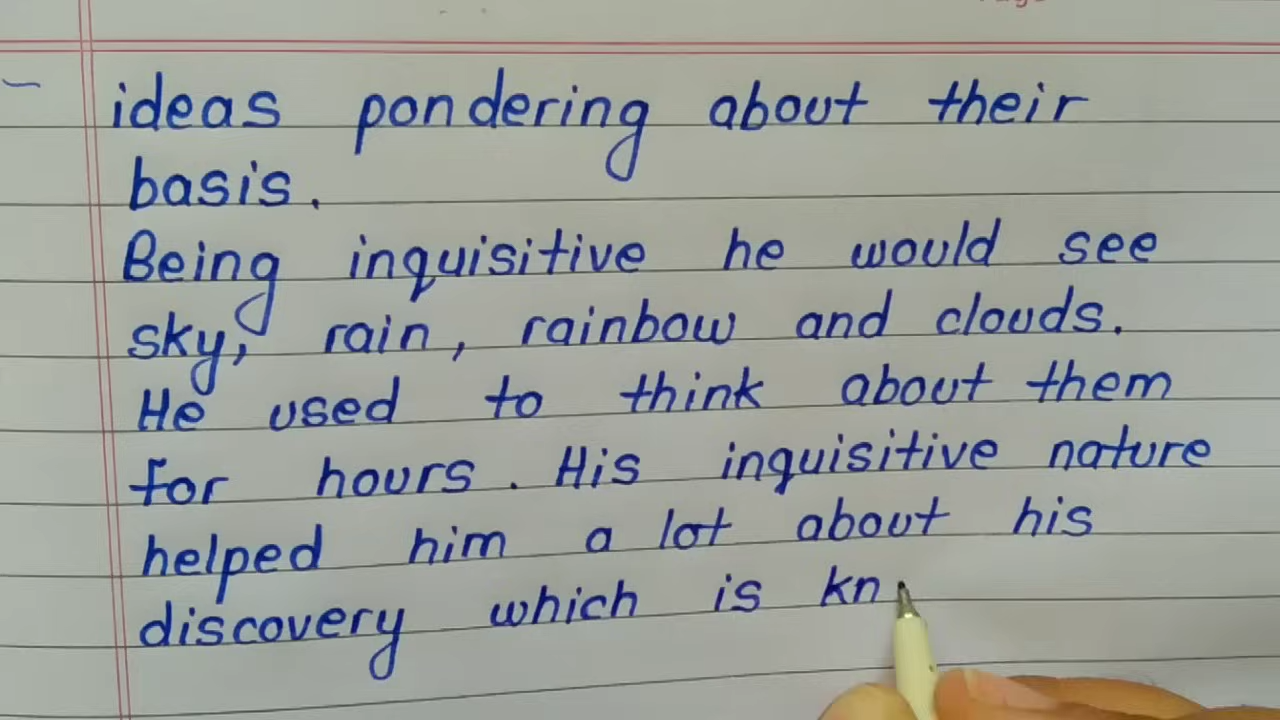 ideas pondering about their
basis.
Being inquisitive he would see
sky, rain, rainbow and clouds.
He used to think about them
for hours. His inquisitive nature
helped him a lot about his
discovery which is kn